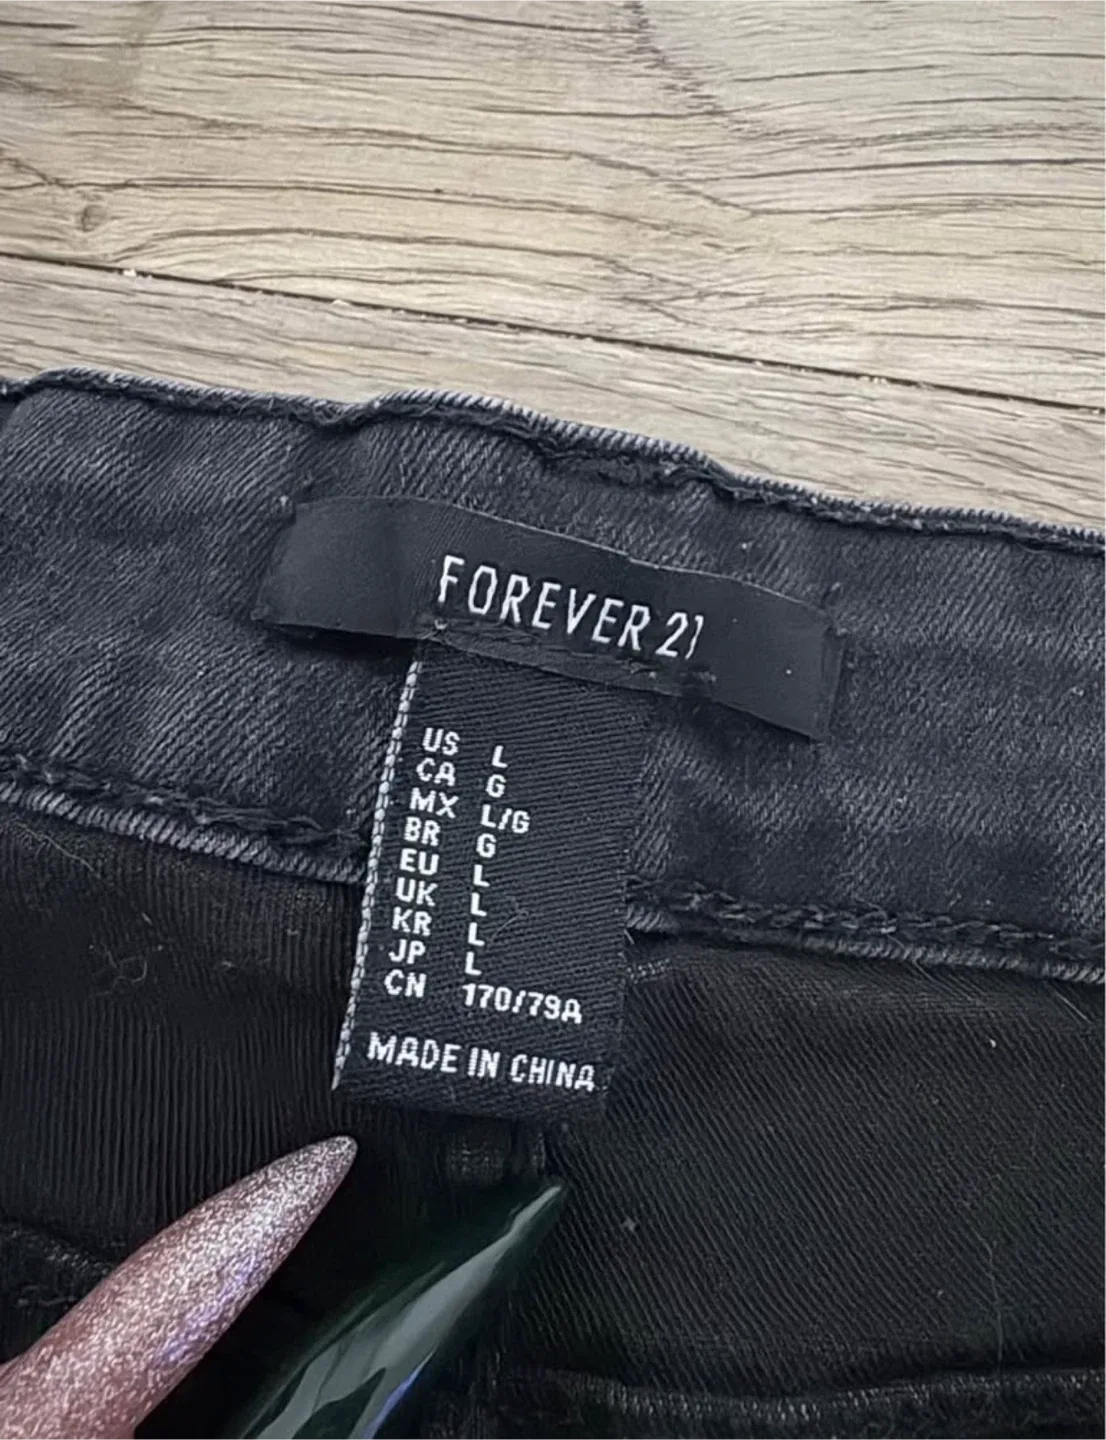 FOREVER 21
US L
CA G
MX L/G
BR G
EU L
UK L
KR L
JP L
CN 170/79A
MADE IN CHINA